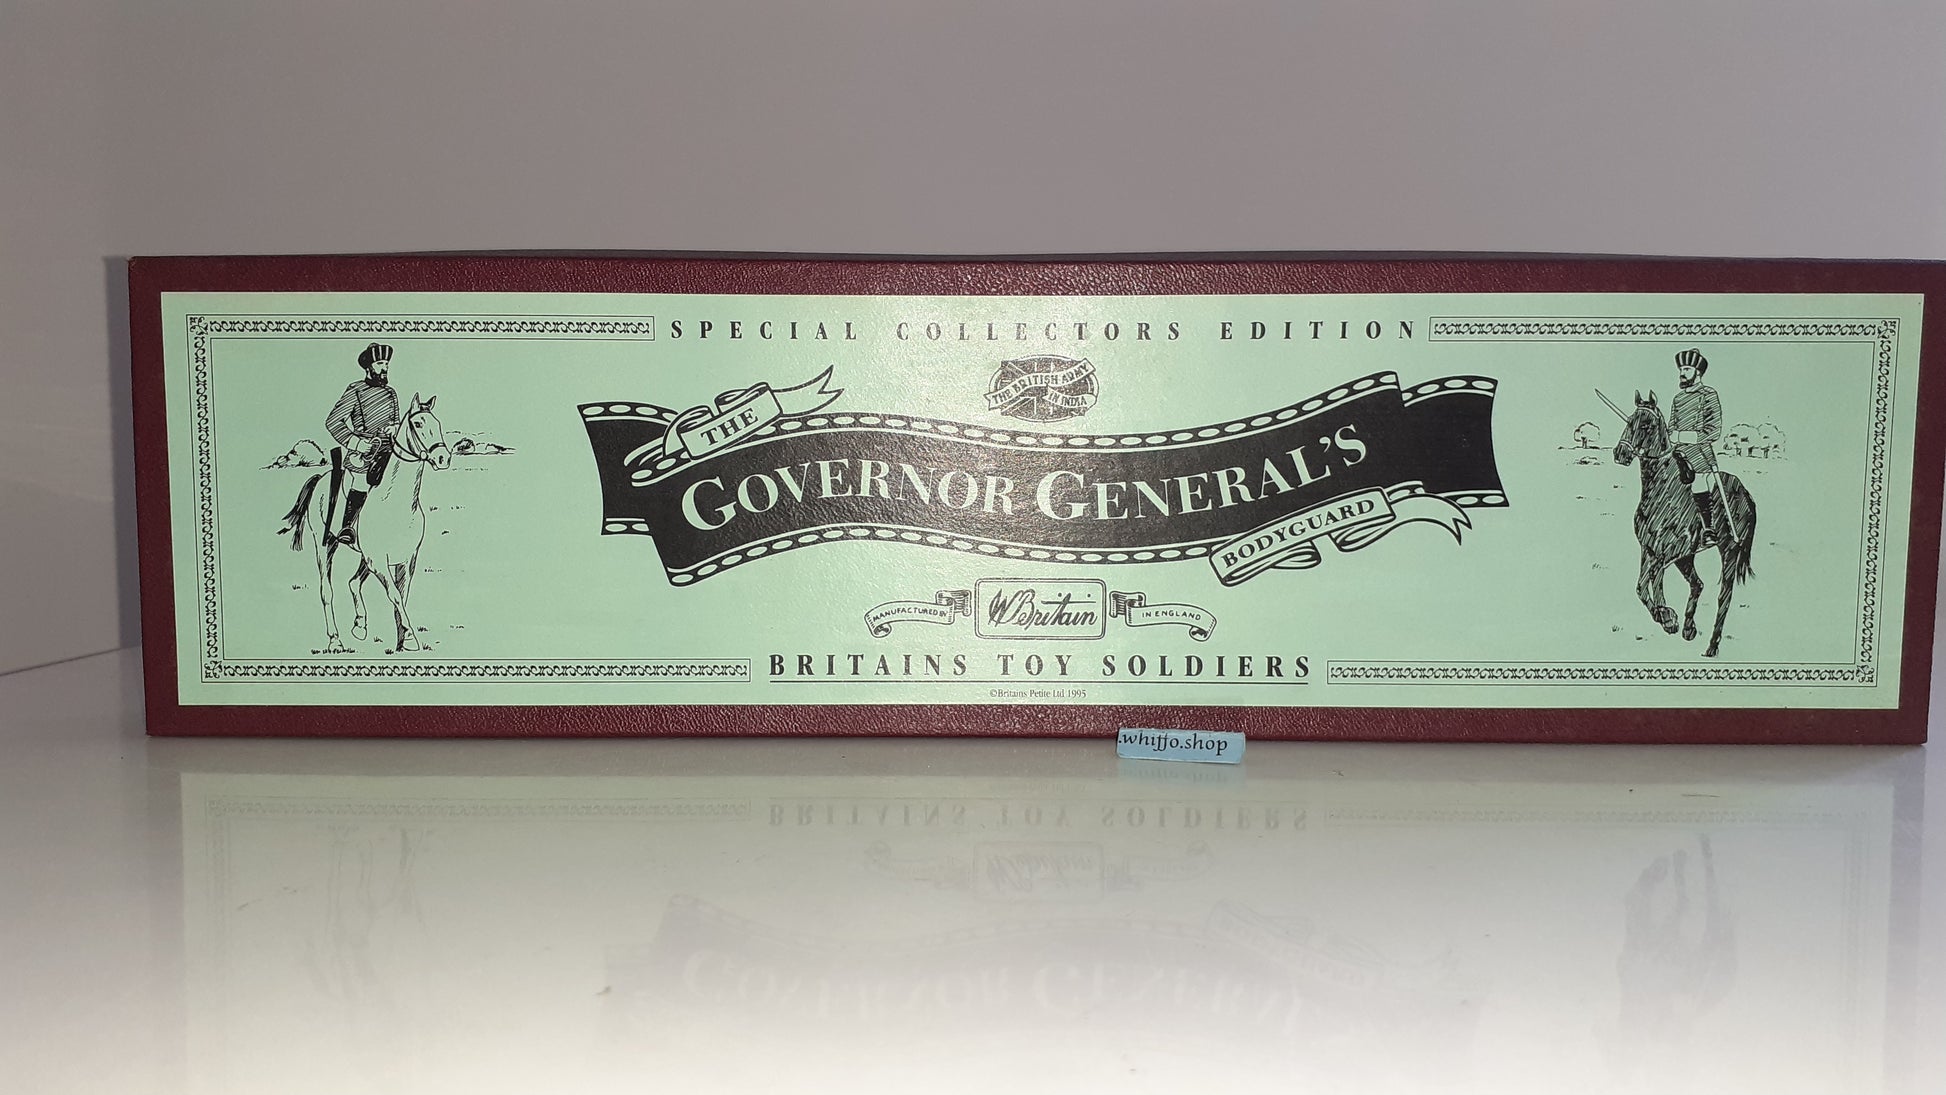 SPECIAL COLLECTORS EDITION
THE BRITISH ARMY
IN INDIA
THE
GOVERNOR GENERAL'S
BODYGUARD
MANUFACTURED BY
W Britain
IN ENGLAND
BRITAINS TOY SOLDIERS
©Britains Petite Ltd 1995
.whiffo.shop